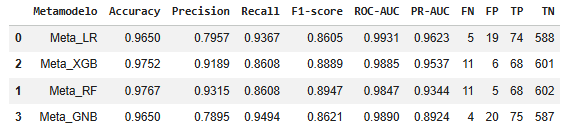 Metamodelo Accuracy Precision Recall F1-score ROC-AUC PR-AUC FN FP TP TN
0 Meta_LR 0.9650 0.7957 0.9367 0.8605 0.9931 0.9623 5 19 74 588
2 Meta_XGB 0.9752 0.9189 0.8608 0.8889 0.9885 0.9537 11 6 68 601
1 Meta_RF 0.9767 0.9315 0.8608 0.8947 0.9847 0.9344 11 5 68 602
3 Meta_GNB 0.9650 0.7895 0.9494 0.8621 0.9890 0.8924 4 20 75 587